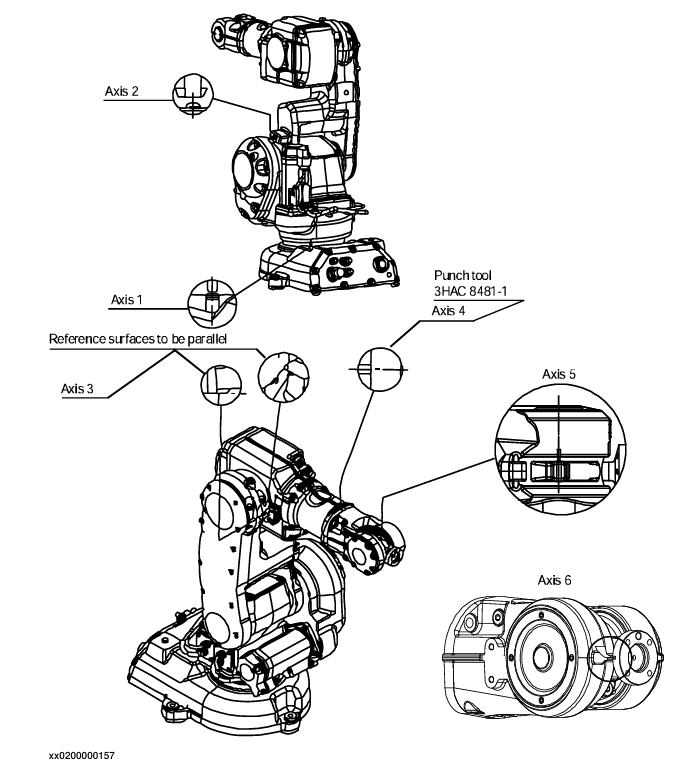 Axis 2
Axis 1
Punch tool
3HAC 8481-1
Axis 4
Reference surfaces to be parallel
Axis 3
Axis 5
Axis 6
xx0200000157